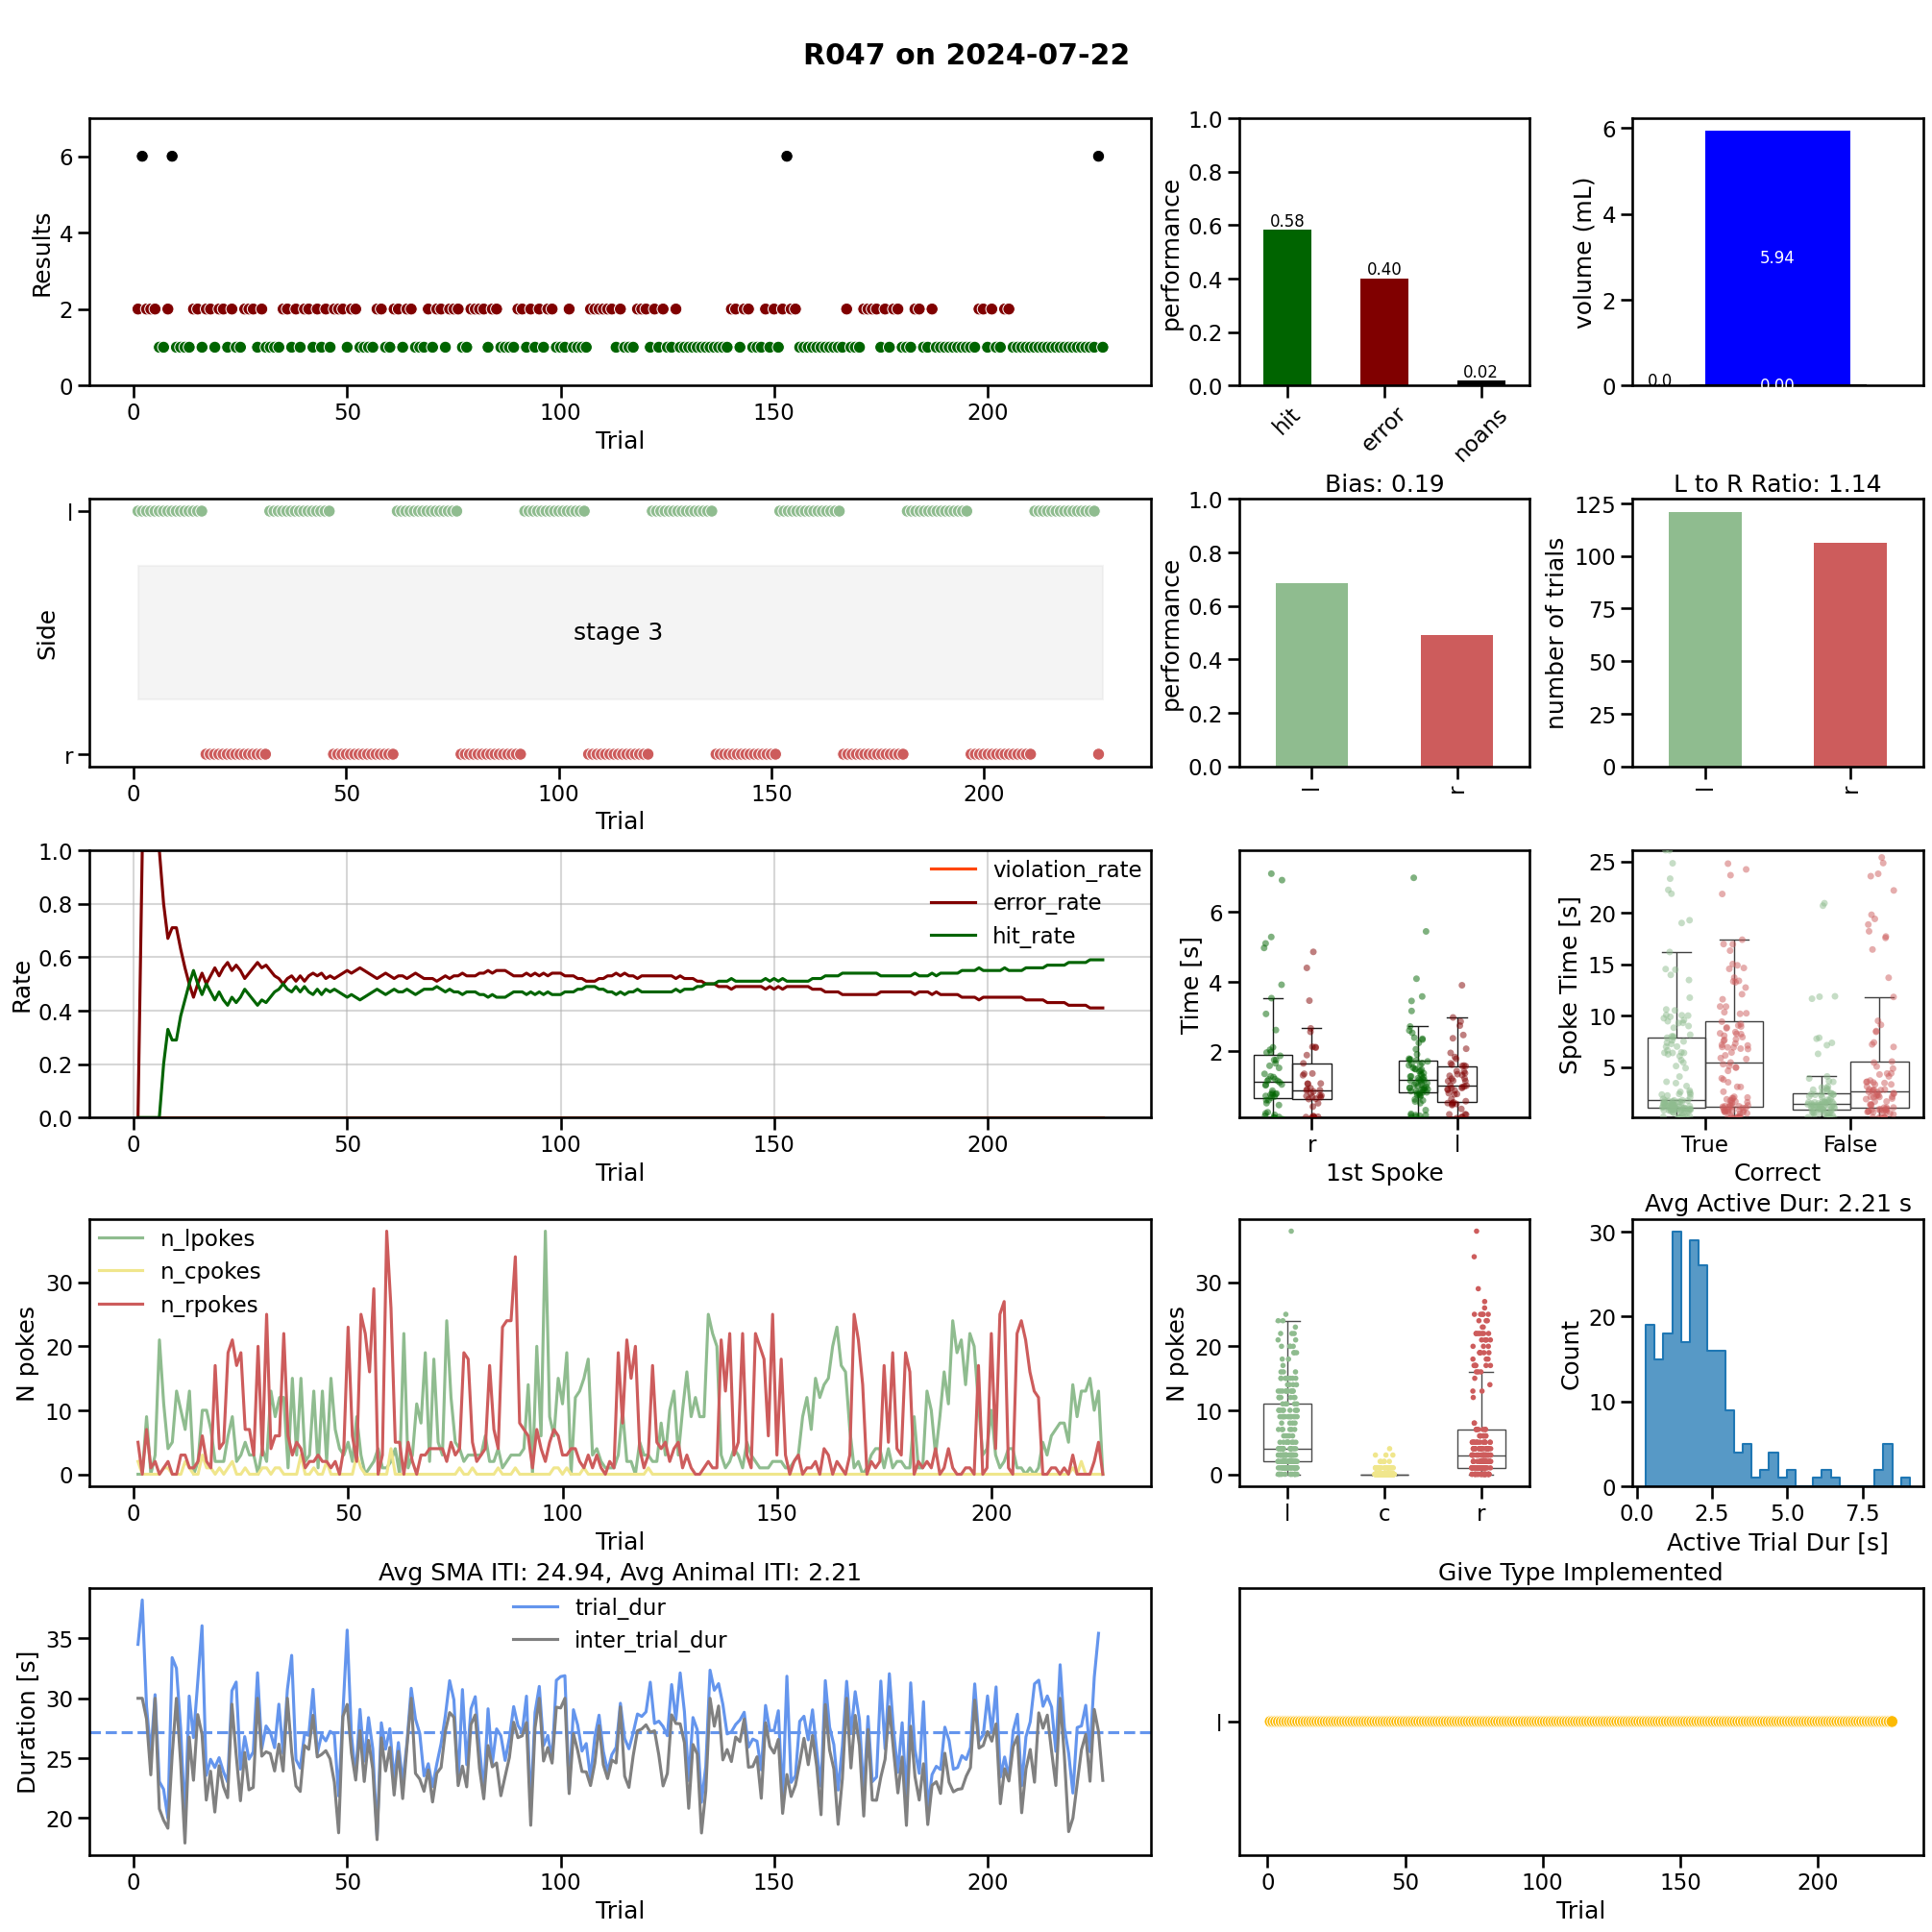 R047 on 2024-07-22
Results
6
4
2
0
0 50 100 150 200
Trial
performance
1.0
0.8
0.6
0.4
0.2
0.0
0.58
0.40
0.02
hit error noans
volume (mL)
6
4
2
0
5.94
0.0
0.00
Side
l
r
stage 3
0 50 100 150 200
Trial
Bias: 0.19
performance
1.0
0.8
0.6
0.4
0.2
0.0
l r
L to R Ratio: 1.14
number of trials
125
100
75
50
25
0
l r
Rate
1.0
0.8
0.6
0.4
0.2
0.0
violation_rate
error_rate
hit_rate
0 50 100 150 200
Trial
Time [s]
6
4
2
r l
1st Spoke
Spoke Time [s]
25
20
15
10
5
True False
Correct
N pokes
30
20
10
0
n_lpokes
n_cpokes
n_rpokes
0 50 100 150 200
Trial
N pokes
30
20
10
0
l c r
Avg Active Dur: 2.21 s
Count
30
20
10
0
0.0 2.5 5.0 7.5
Active Trial Dur [s]
Avg SMA ITI: 24.94, Avg Animal ITI: 2.21
Duration [s]
35
30
25
20
trial_dur
inter_trial_dur
0 50 100 150 200
Trial
Give Type Implemented
l
0 50 100 150 200
Trial